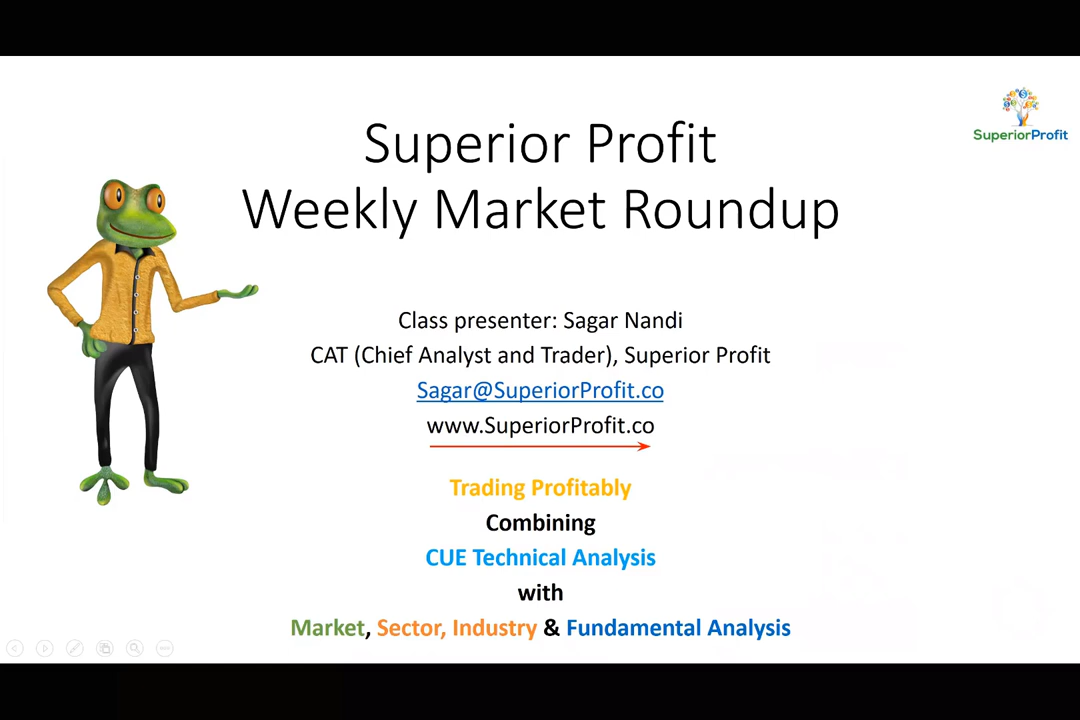 SuperiorProfit
Superior Profit
Weekly Market Roundup
Class presenter: Sagar Nandi
CAT (Chief Analyst and Trader), Superior Profit
Sagar@SuperiorProfit.co
www.SuperiorProfit.co
Trading Profitably
Combining
CUE Technical Analysis
with
Market, Sector, Industry & Fundamental Analysis